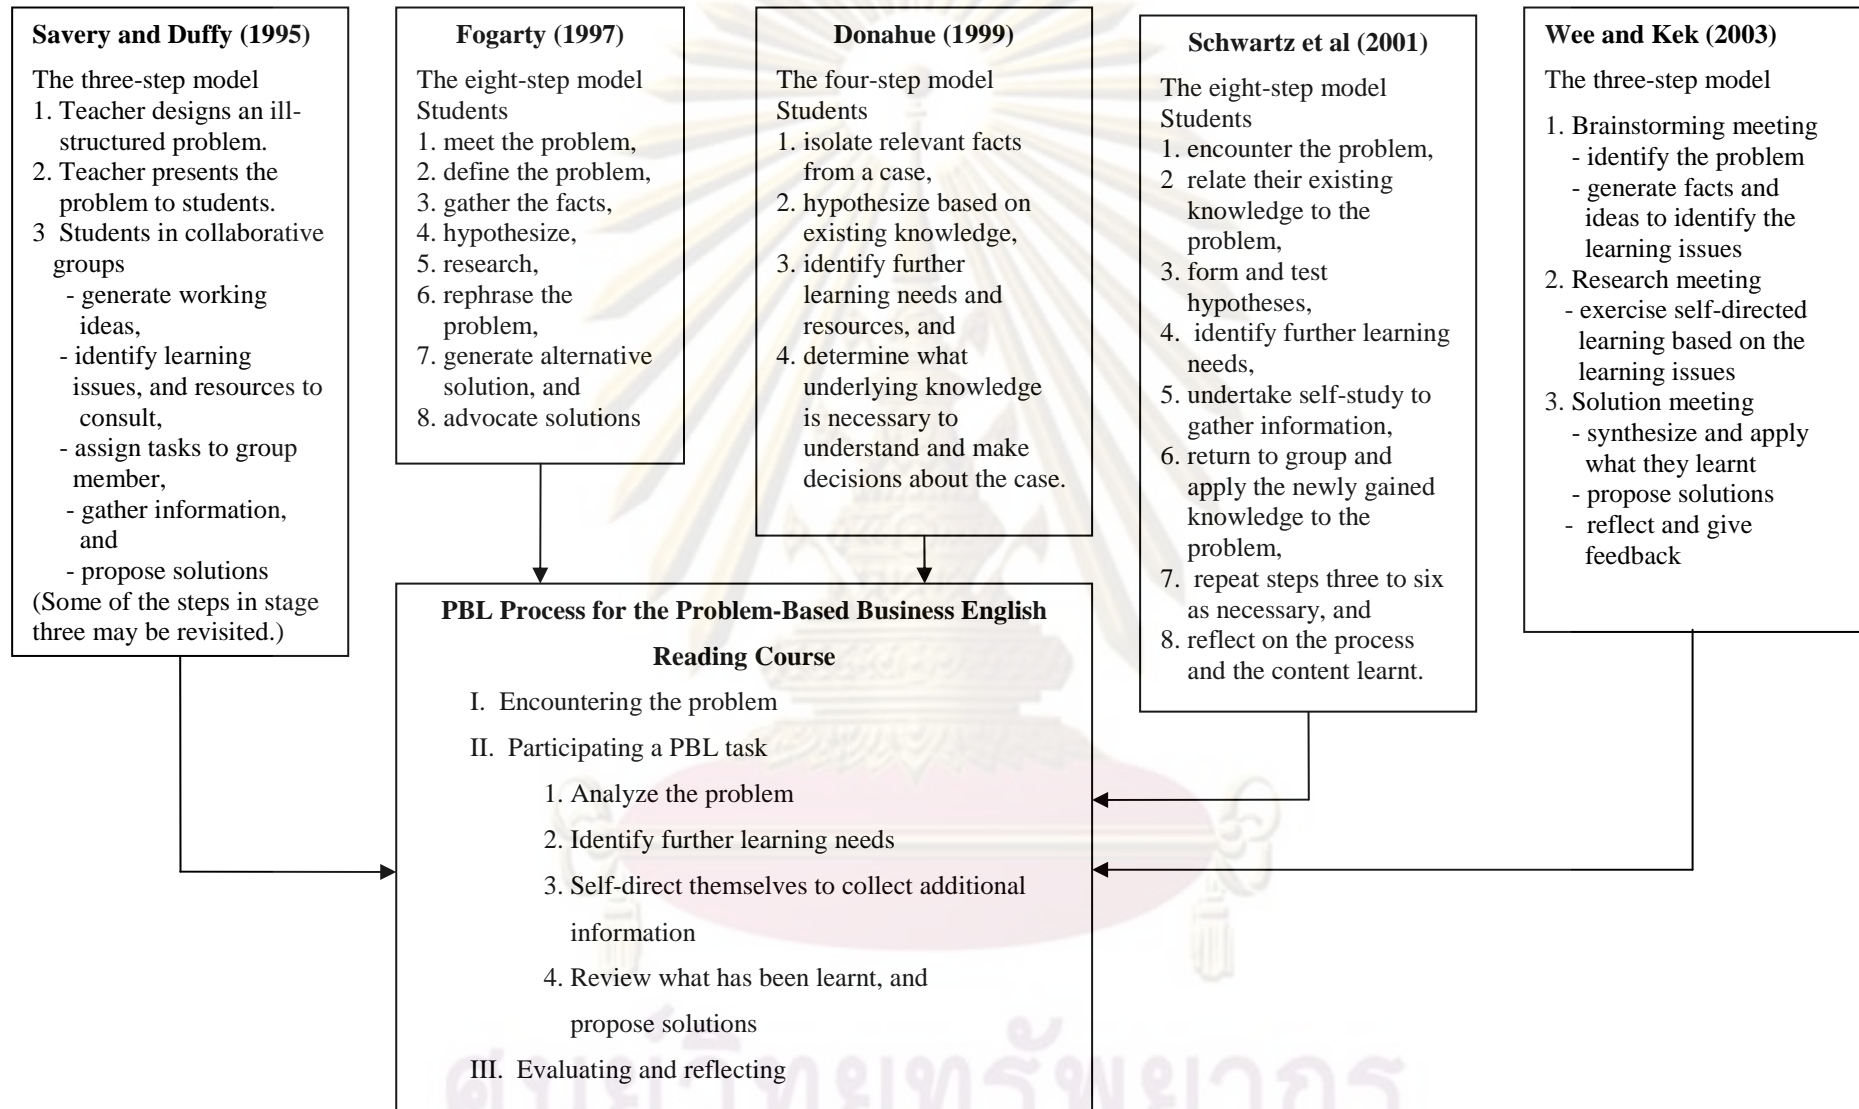 Savery and Duffy (1995)
The three-step model
1. Teacher designs an ill-
structured problem.
2. Teacher presents the
problem to students.
3 Students in collaborative
groups
- generate working
ideas,
- identify learning
issues, and resources to
consult,
- assign tasks to group
member,
- gather information,
and
- propose solutions
(Some of the steps in stage
three may be revisited.)
Fogarty (1997)
The eight-step model
Students
1. meet the problem,
2. define the problem,
3. gather the facts,
4. hypothesize,
5. research,
6. rephrase the
problem,
7. generate alternative
solution, and
8. advocate solutions
Donahue (1999)
The four-step model
Students
1. isolate relevant facts
from a case,
2. hypothesize based on
existing knowledge,
3. identify further
learning needs and
resources, and
4. determine what
underlying knowledge
is necessary to
understand and make
decisions about the case.
Schwartz et al (2001)
The eight-step model
Students
1. encounter the problem,
2 relate their existing
knowledge to the
problem,
3. form and test
hypotheses,
4. identify further learning
needs,
5. undertake self-study to
gather information,
6. return to group and
apply the newly gained
knowledge to the
problem,
7. repeat steps three to six
as necessary, and
8. reflect on the process
and the content learnt.
Wee and Kek (2003)
The three-step model
1. Brainstorming meeting
- identify the problem
- generate facts and
ideas to identify the
learning issues
2. Research meeting
- exercise self-directed
learning based on the
learning issues
3. Solution meeting
- synthesize and apply
what they learnt
- propose solutions
- reflect and give
feedback
PBL Process for the Problem-Based Business English
Reading Course
I. Encountering the problem
II. Participating a PBL task
1. Analyze the problem
2. Identify further learning needs
3. Self-direct themselves to collect additional
information
4. Review what has been learnt, and
propose solutions
III. Evaluating and reflecting
ศูนย์วิทยทรัพยากร